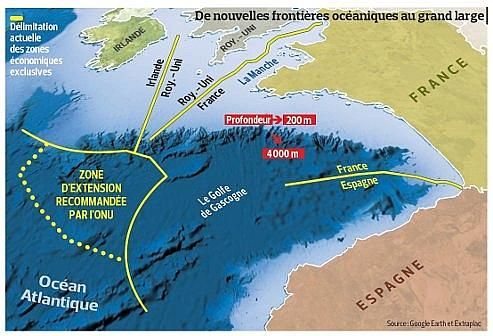 De nouvelles frontières océaniques au grand large
Délimitation
actuelle
des zones
économiques
exclusives
IRLANDE
ROY. - UNI
Irlande
Roy. - Uni
Roy. - Uni
France
La Manche
FRANCE
Profondeur 200 m
4000 m
ZONE
D'EXTENSION
RECOMMANDÉE
PAR l'ONU
Le Golfe
de Gascogne
France
Espagne
Océan
Atlantique
ESPAGNE
Source : Google Earth et Extraplac